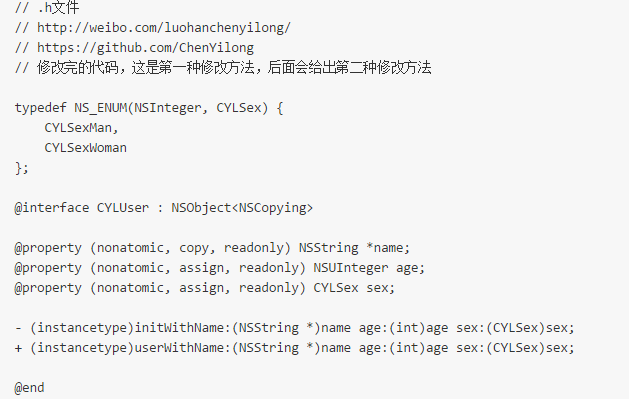 // .h文件
// http://weibo.com/luohanchenyilong/
// https://github.com/ChenYilong
// 修改完的代码，这是第一种修改方法，后面会给出第二种修改方法
typedef NS_ENUM(NSInteger, CYLSex) {
    CYLSexMan,
    CYLSexWoman
};
@interface CYLUser : NSObject<NSCopying>
@property (nonatomic, copy, readonly) NSString *name;
@property (nonatomic, assign, readonly) NSUInteger age;
@property (nonatomic, assign, readonly) CYLSex sex;
- (instancetype)initWithName:(NSString *)name age:(int)age sex:(CYLSex)sex;
+ (instancetype)userWithName:(NSString *)name age:(int)age sex:(CYLSex)sex;
@end